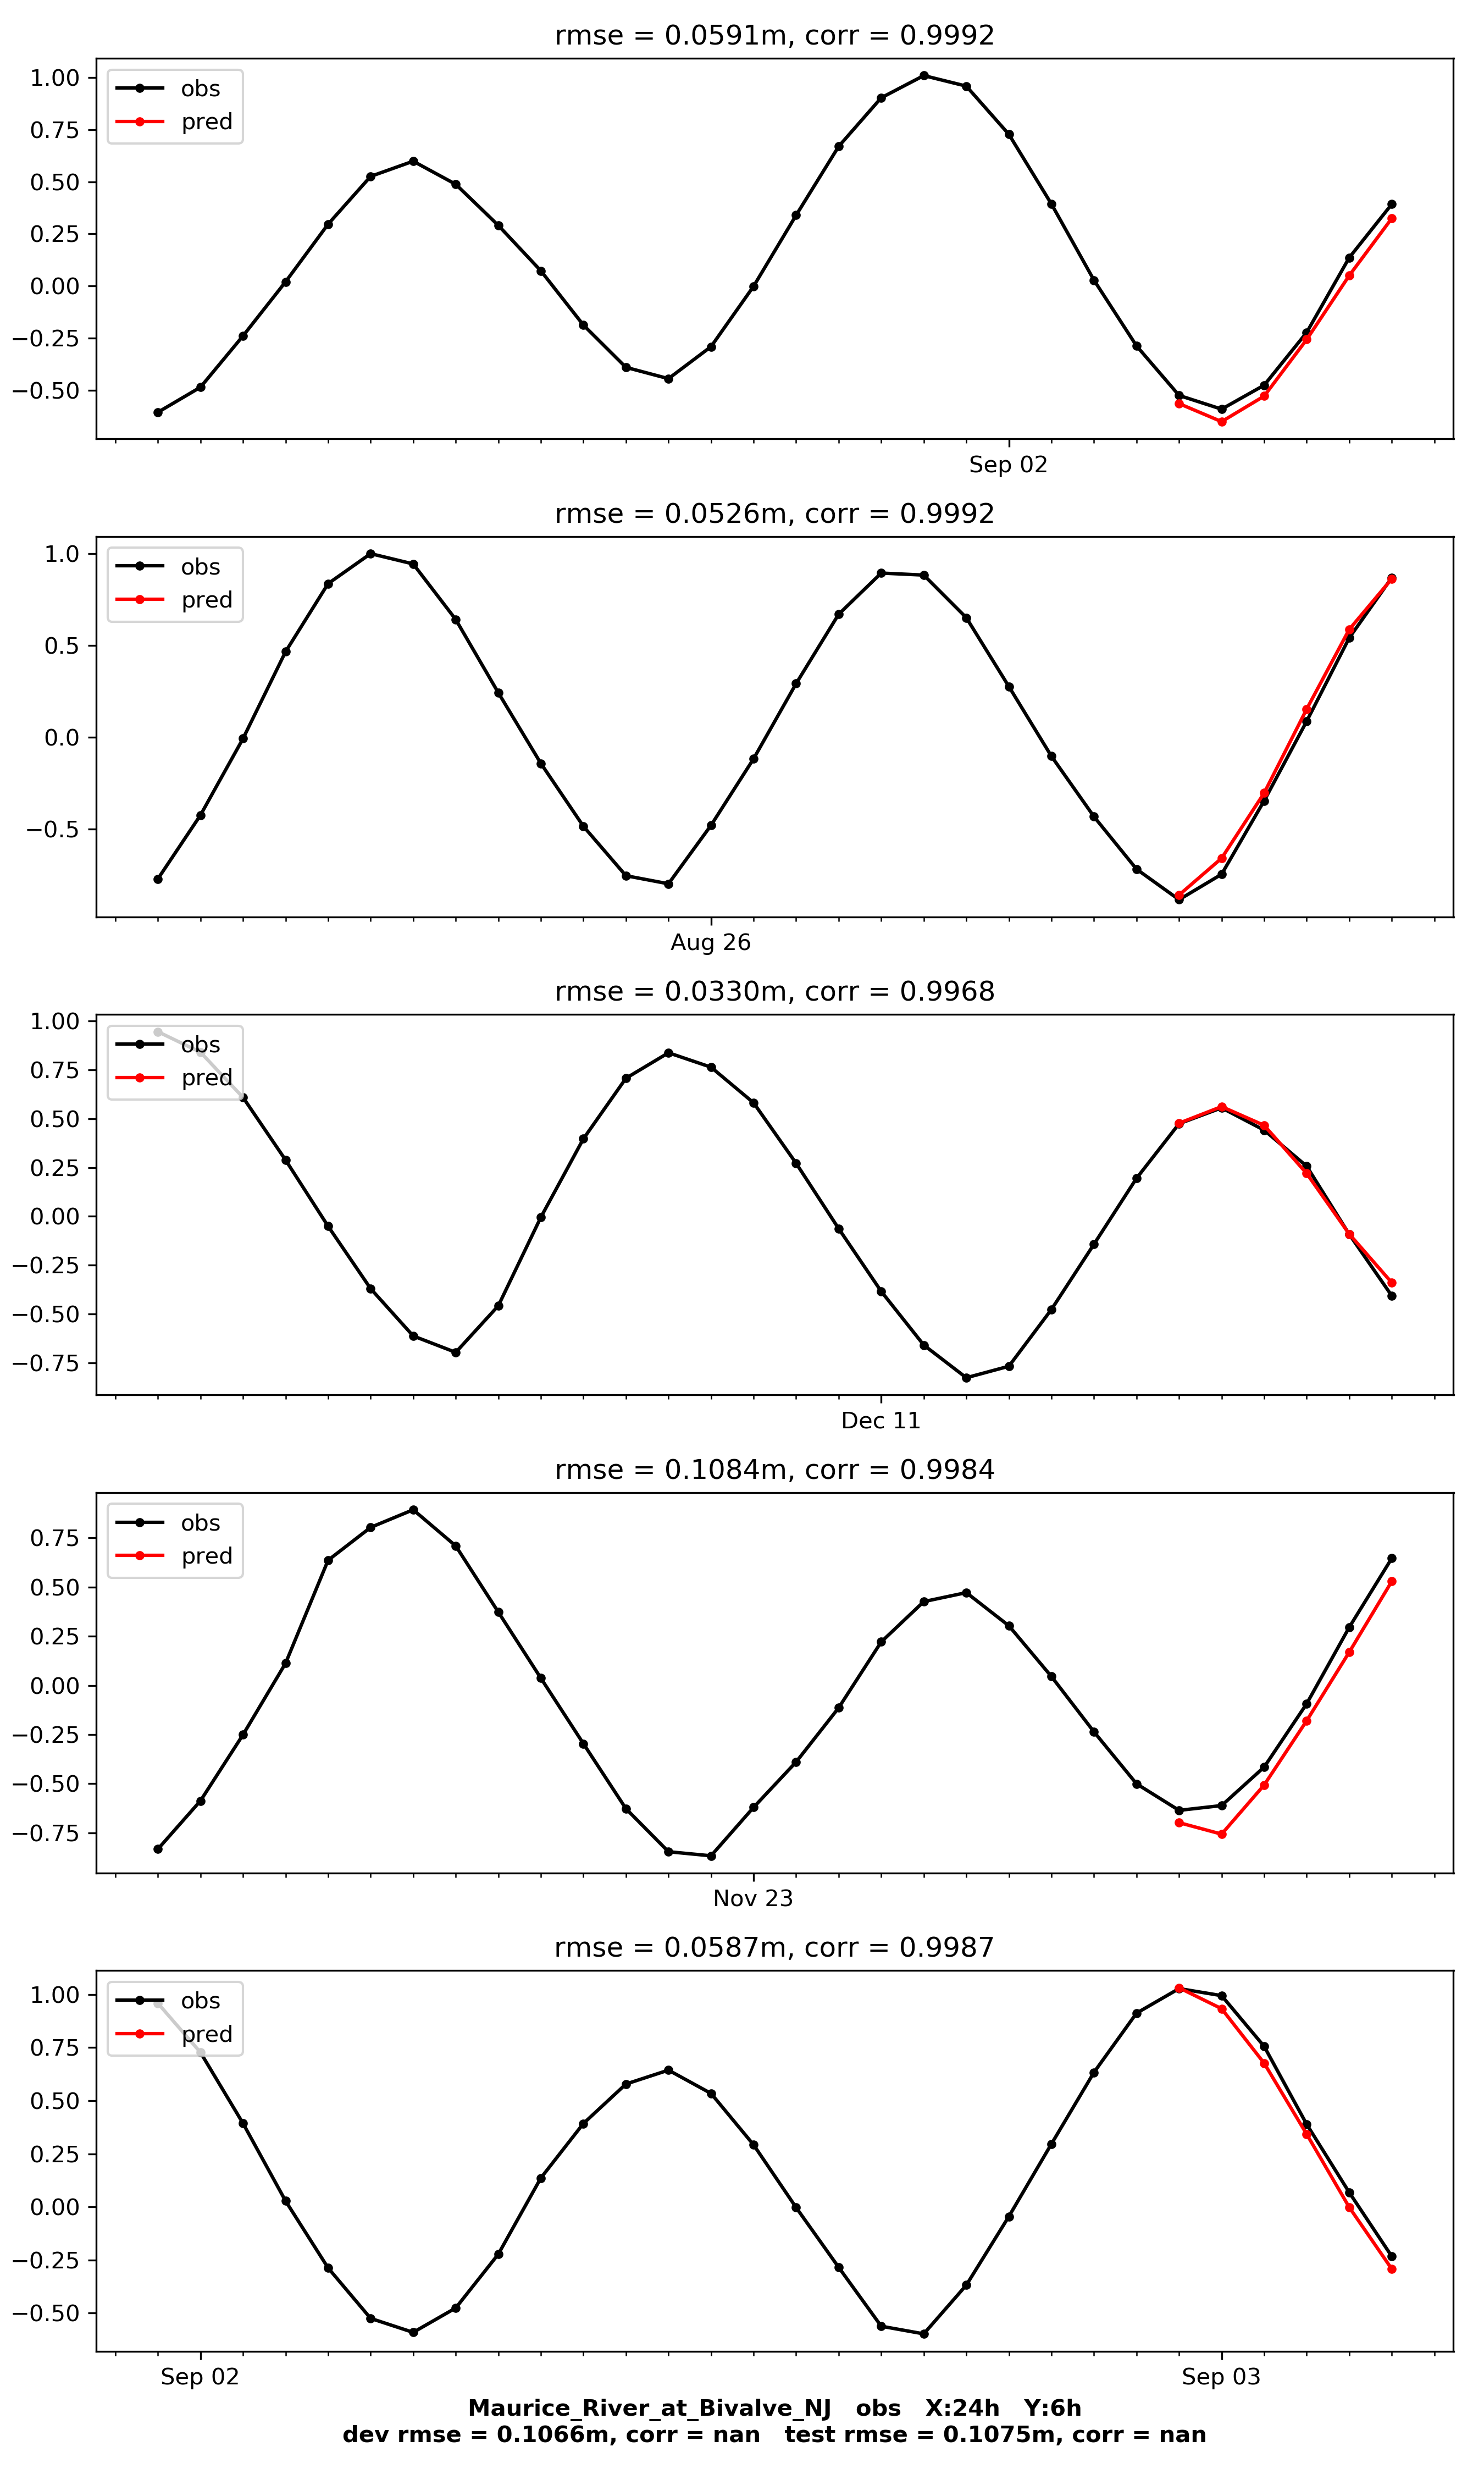 rmse = 0.0591m, corr = 0.9992
1.00
0.75
0.50
0.25
0.00
−0.25
−0.50
obs
pred
Sep 02
rmse = 0.0526m, corr = 0.9992
1.0
0.5
0.0
−0.5
obs
pred
Aug 26
rmse = 0.0330m, corr = 0.9968
1.00
0.75
0.50
0.25
0.00
−0.25
−0.50
−0.75
obs
pred
Dec 11
rmse = 0.1084m, corr = 0.9984
0.75
0.50
0.25
0.00
−0.25
−0.50
−0.75
obs
pred
Nov 23
rmse = 0.0587m, corr = 0.9987
1.00
0.75
0.50
0.25
0.00
−0.25
−0.50
obs
pred
Sep 02 Sep 03
Maurice_River_at_Bivalve_NJ obs X:24h Y:6h
dev rmse = 0.1066m, corr = nan test rmse = 0.1075m, corr = nan